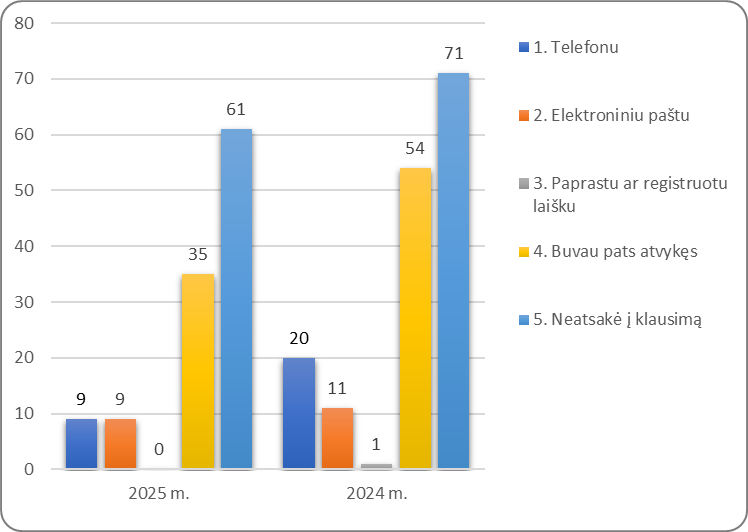 80
70
60
50
40
30
20
10
0
9
9
0
35
61
20
11
1
54
71
2025 m.
2024 m.
1. Telefonu
2. Elektroniniu paštu
3. Paprastu ar registruotu
laišku
4. Buvau pats atvykęs
5. Neatsakė į klausimą